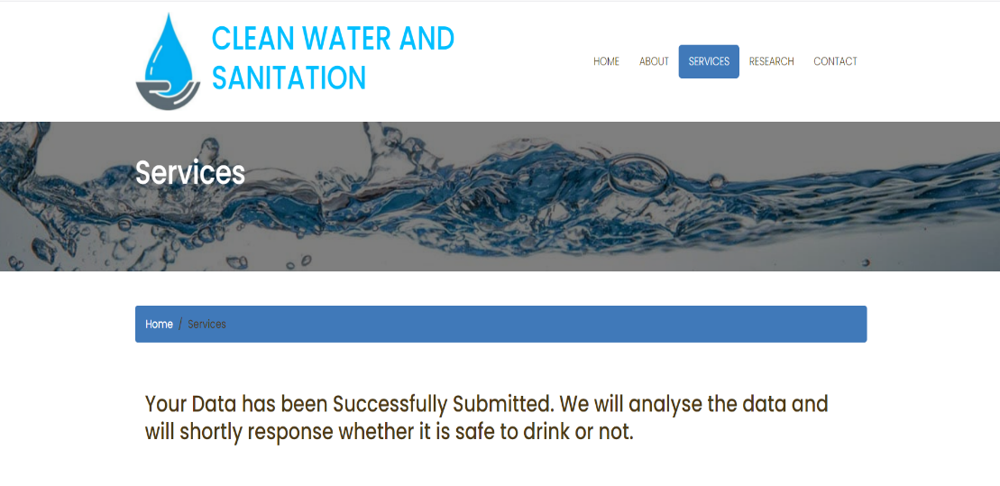 CLEAN WATER AND
SANITATION
HOME ABOUT SERVICES RESEARCH CONTACT
Services
Home / Services
Your Data has been Successfully Submitted. We will analyse the data and
will shortly response whether it is safe to drink or not.